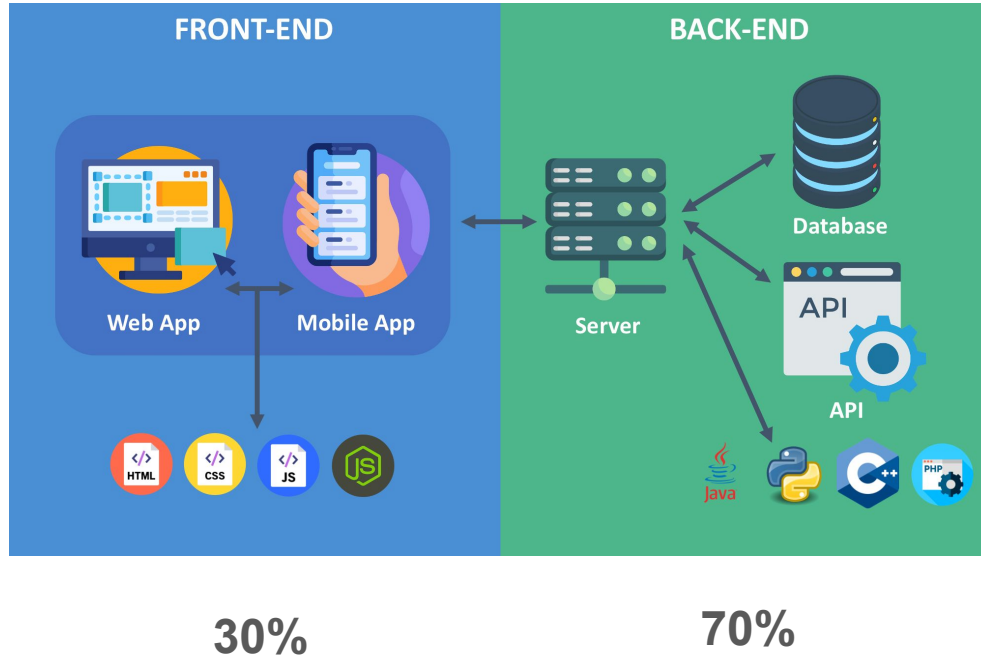 FRONT-END
BACK-END
Web App
Mobile App
Server
Database
API
API
HTML
CSS
JS
JS
Java
C++
PHP
30%
70%